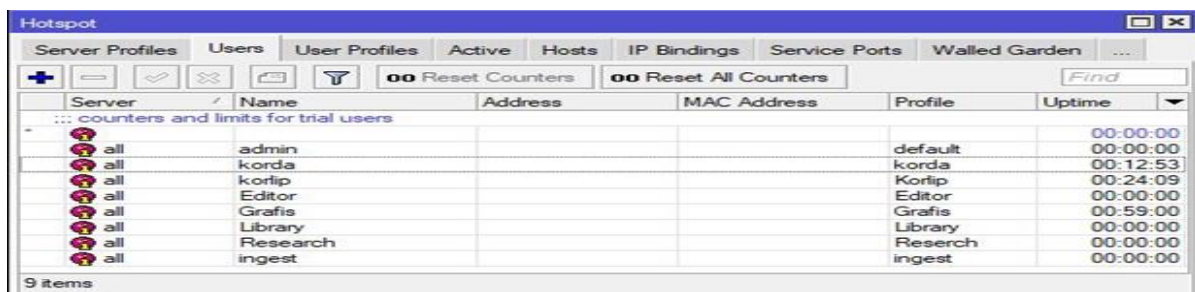 Hotspot
Server Profiles Users User Profiles Active Hosts IP Bindings Service Ports Walled Garden ...
00 Reset Counters 00 Reset All Counters Find
Server Name Address MAC Address Profile Uptime
::: counters and limits for trial users
* 00:00:00
all admin default 00:00:00
all korda korda 00:12:53
all korlip Korlip 00:24:09
all Editor Editor 00:00:00
all Grafis Grafis 00:59:00
all Library Library 00:00:00
all Research Reserch 00:00:00
all ingest ingest 00:00:00
9 items